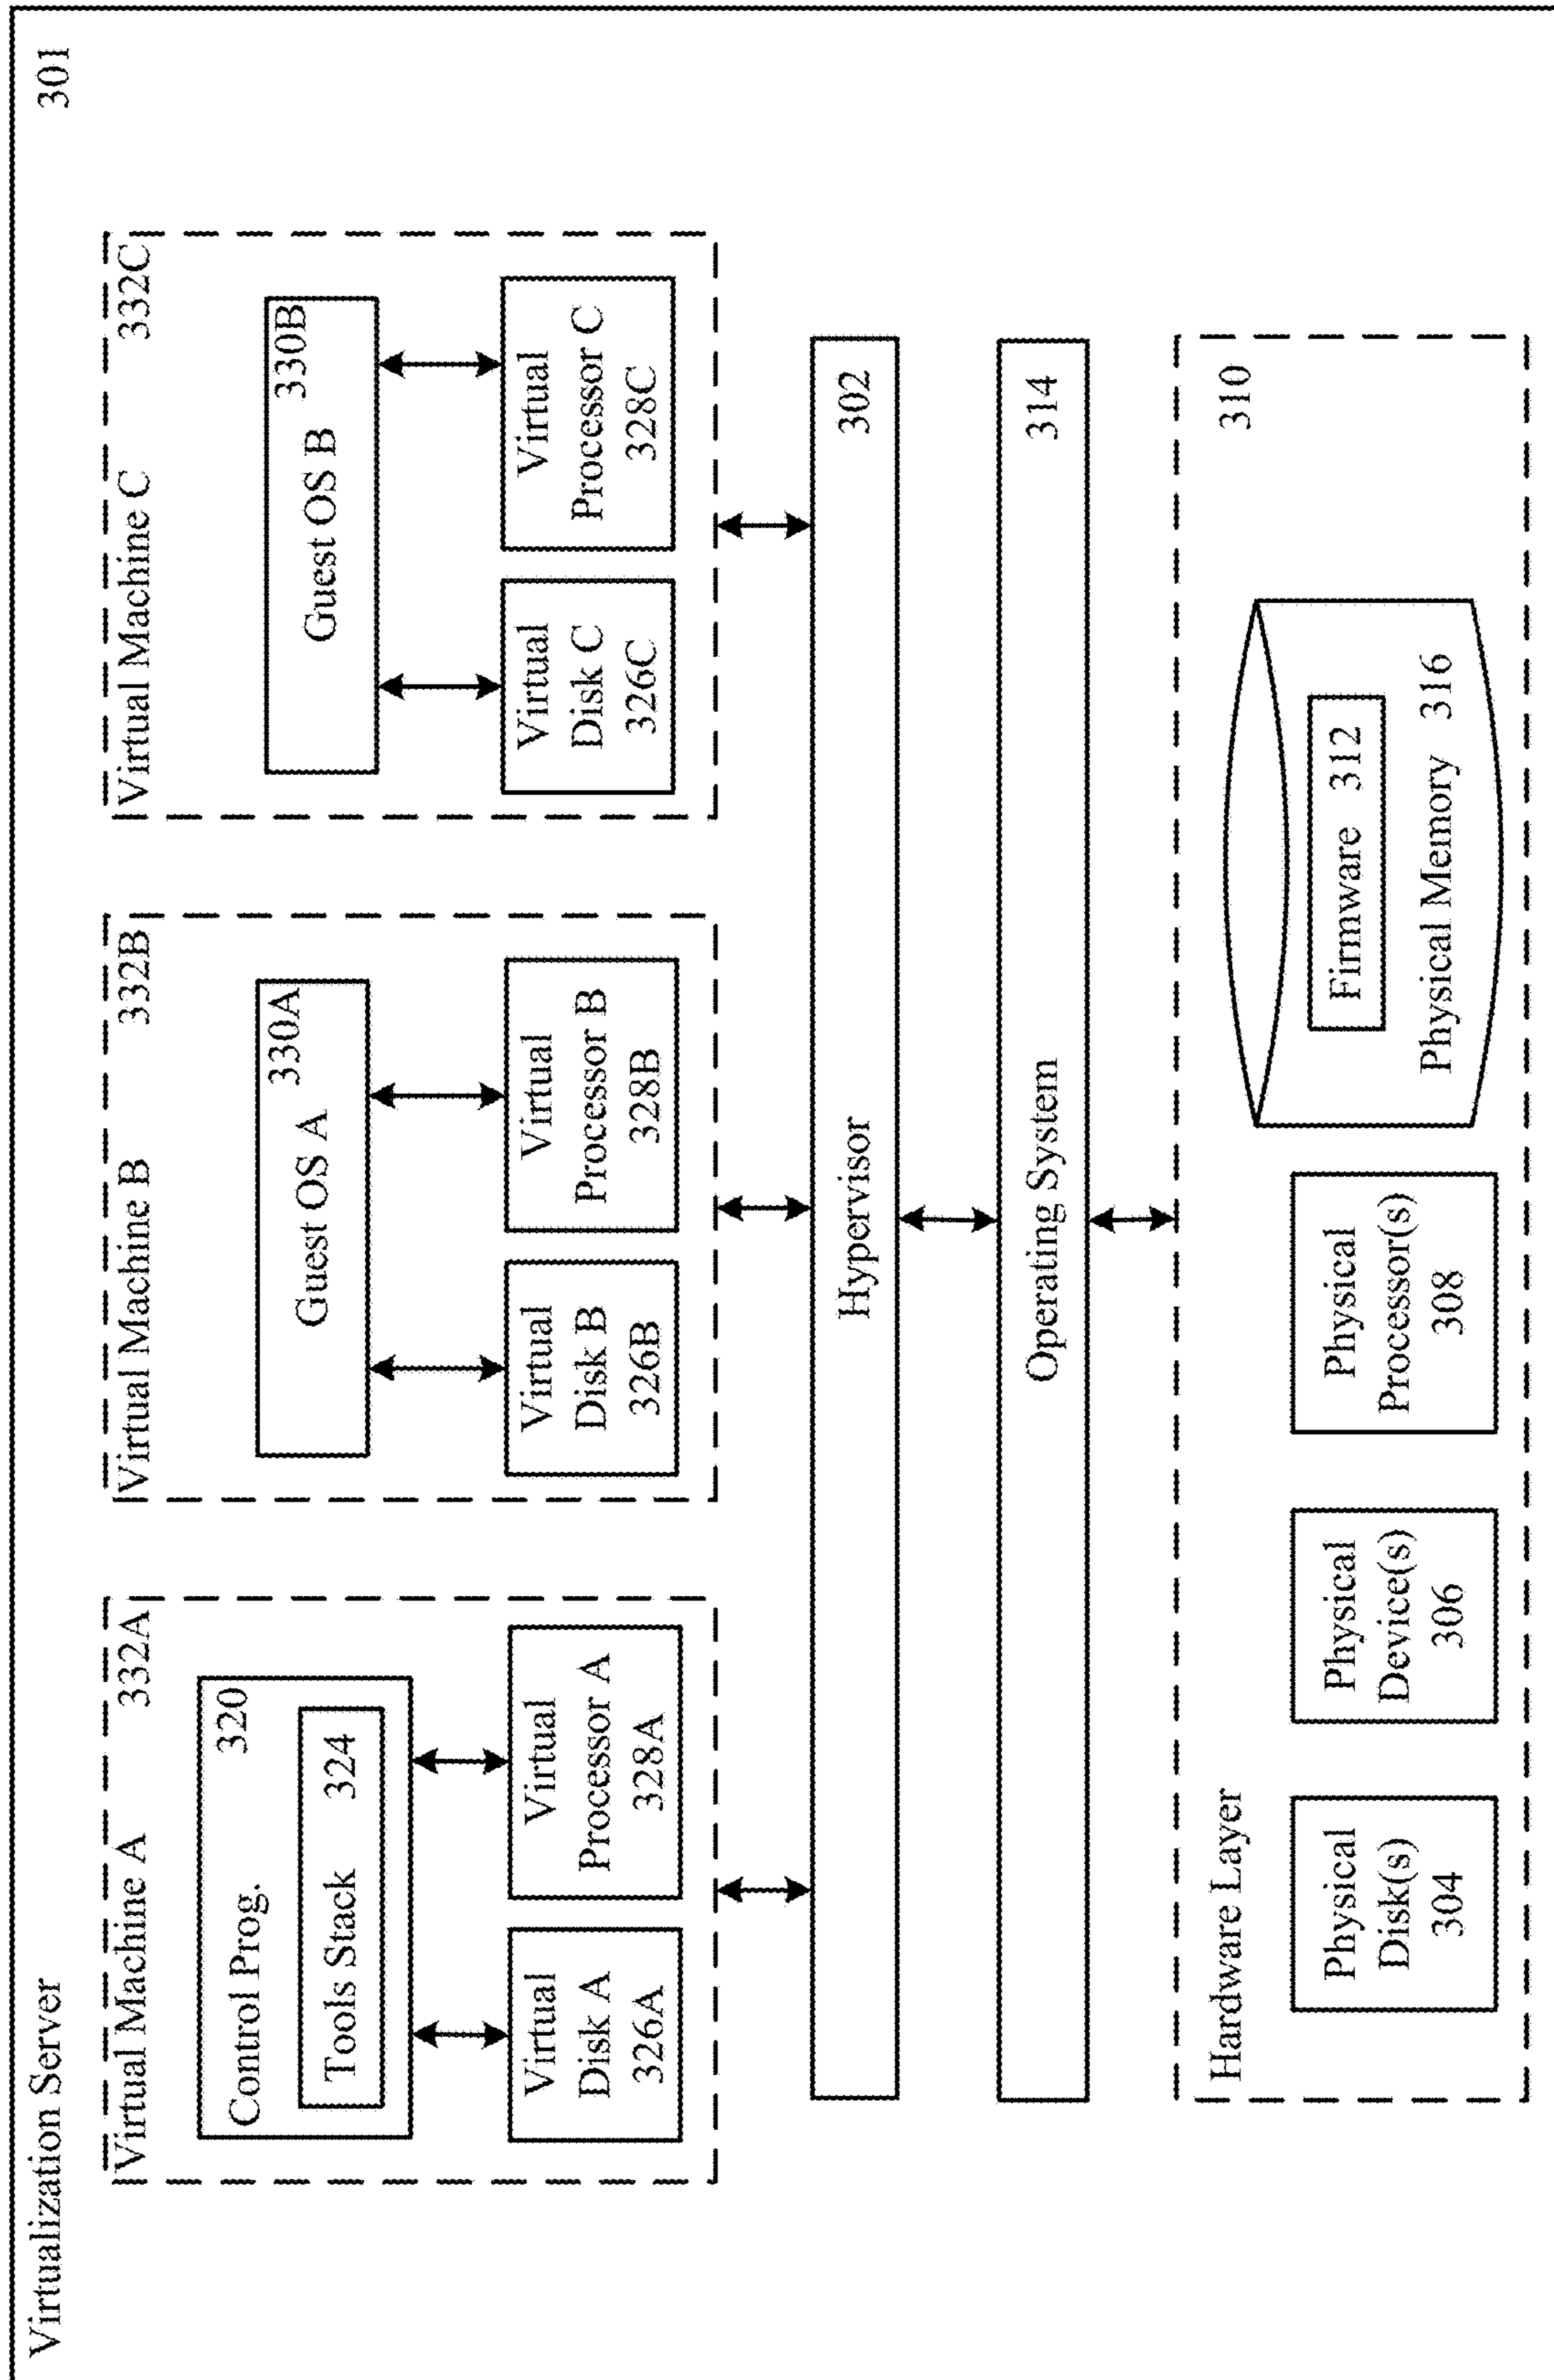 Virtualization Server
301
Virtual Machine A
332A
Control Prog.
320
Tools Stack 324
Virtual
Disk A
326A
Virtual
Processor A
328A
Virtual Machine B
332B
330A
Guest OS A
Virtual
Disk B
326B
Virtual
Processor B
328B
Virtual Machine C
332C
330B
Guest OS B
Virtual
Disk C
326C
Virtual
Processor C
328C
Hypervisor
302
Operating System
314
Hardware Layer
310
Physical
Disk(s)
304
Physical
Device(s)
306
Physical
Processor(s)
308
Firmware 312
Physical Memory 316